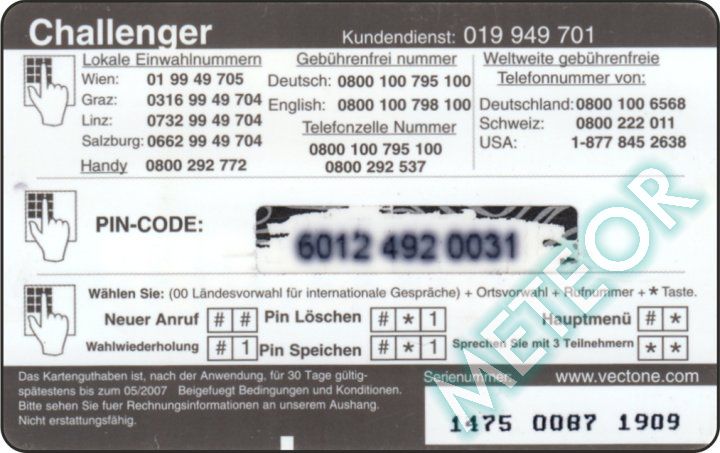 Challenger
Kundendienst: 019 949 701
Lokale Einwahlnummern
Wien: 01 99 49 705
Graz: 0316 99 49 704
Linz: 0732 99 49 704
Salzburg: 0662 99 49 704
Handy 0800 292 772
Gebührenfrei nummer
Deutsch: 0800 100 795 100
English: 0800 100 798 100
Telefonzelle Nummer
0800 100 795 100
0800 292 537
Weltweite gebührenfreie
Telefonnummer von:
Deutschland: 0800 100 6568
Schweiz: 0800 222 011
USA: 1-877 845 2638
PIN-CODE: 6012 492 0031
Wählen Sie: (00 Ländesvorwahl für internationale Gespräche) + Ortsvorwahl + Rufnummer + * Taste.
Neuer Anruf # # Pin Löschen # * 1 Hauptmenü # *
Wahlwiederholung # 1 Pin Speichen # * 1 Sprechen Sie mit 3 Teilnehmern * *
Das Kartenguthaben ist, nach der Anwendung, für 30 Tage gültig-
spätestens bis zum 05/2007 Beigefuegt Bedingungen und Konditionen.
Bitte sehen Sie fuer Rechnungsinformationen an unserem Aushang.
Nicht erstattungsfähig.
Serienummer: www.vectone.com
1475 0087 1909
METEOR